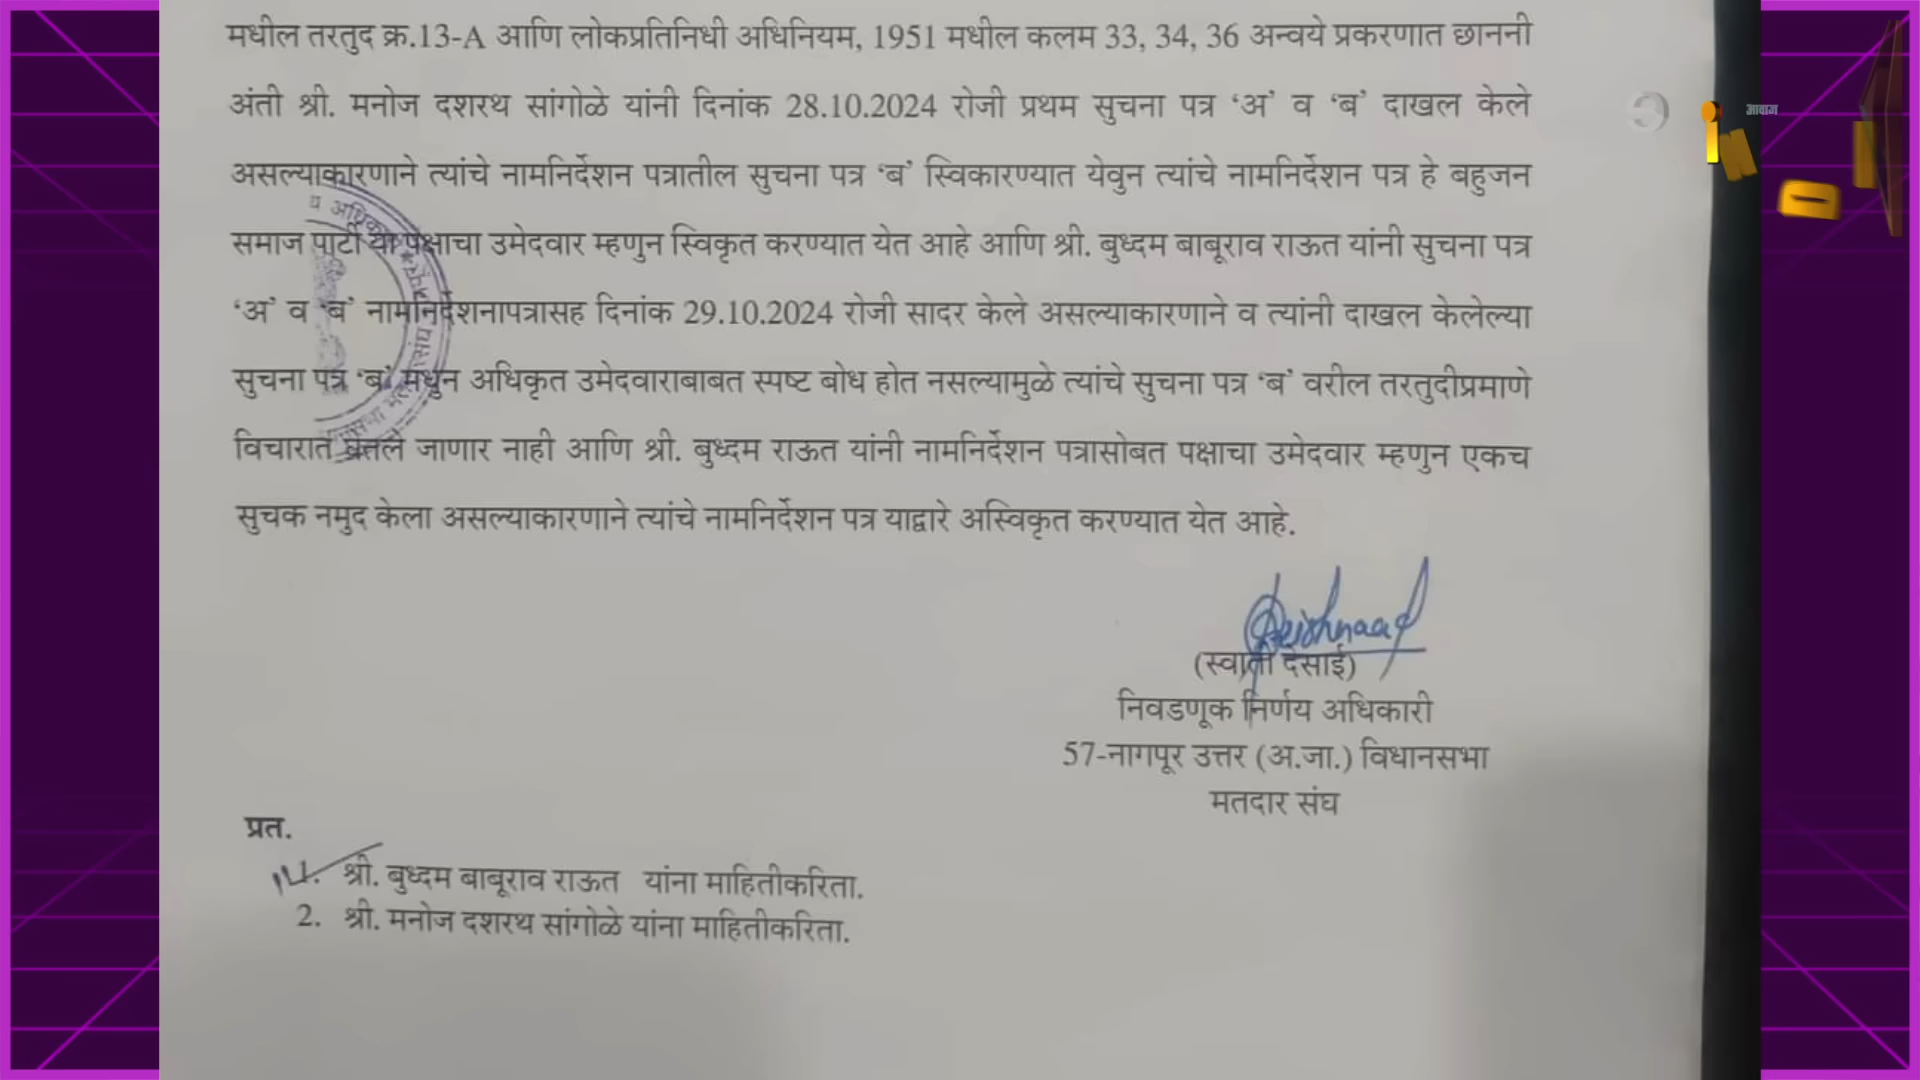 मधील तरतुद क्र.13-A आणि लोकप्रतिनिधी अधिनियम, 1951 मधील कलम 33, 34, 36 अन्वये प्रकरणात छाननी
अंती श्री. मनोज दशरथ सांगोळे यांनी दिनांक 28.10.2024 रोजी प्रथम सुचना पत्र ‘अ’ व ‘ब’ दाखल केले
असल्याकारणाने त्यांचे नामनिर्देशन पत्रातील सुचना पत्र ‘ब’ स्विकारण्यात येवुन त्यांचे नामनिर्देशन पत्र हे बहुजन
समाज पार्टी या पक्षाचा उमेदवार म्हणुन स्विकृत करण्यात येत आहे आणि श्री. बुध्दम बाबूराव राऊत यांनी सुचना पत्र
‘अ’ व ‘ब’ नामनिर्देशनापत्रासह दिनांक 29.10.2024 रोजी सादर केले असल्याकारणाने व त्यांनी दाखल केलेल्या
सुचना पत्र ‘ब’ मधुन अधिकृत उमेदवाराबाबत स्पष्ट बोध होत नसल्यामुळे त्यांचे सुचना पत्र ‘ब’ वरील तरतुदीप्रमाणे
विचारात घेतले जाणार नाही आणि श्री. बुध्दम राऊत यांनी नामनिर्देशन पत्रासोबत पक्षाचा उमेदवार म्हणुन एकच
सुचक नमुद केला असल्याकारणाने त्यांचे नामनिर्देशन पत्र याद्वारे अस्विकृत करण्यात येत आहे.
(स्वाती देसाई)
निवडणूक निर्णय अधिकारी
57-नागपूर उत्तर (अ.जा.) विधानसभा
मतदार संघ
प्रत.
1. श्री. बुध्दम बाबूराव राऊत यांना माहितीकरिता.
2. श्री. मनोज दशरथ सांगोळे यांना माहितीकरिता.
आवाज